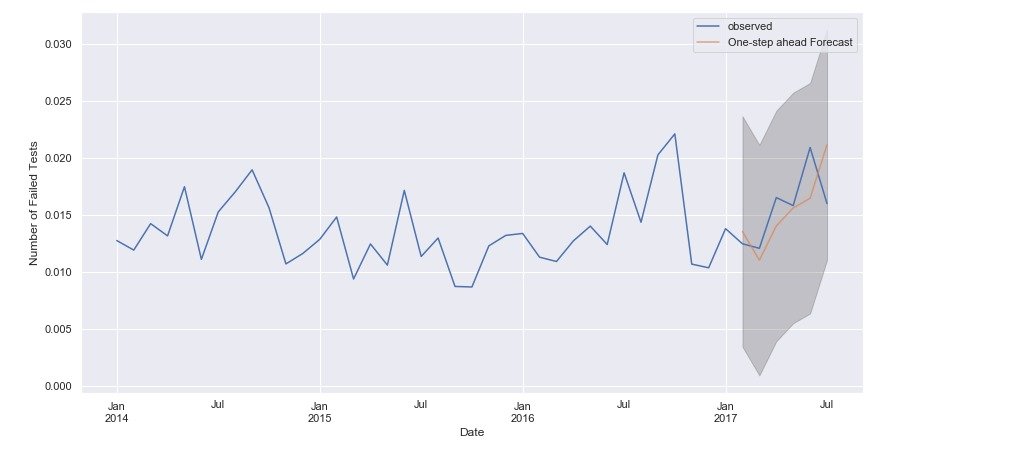 observed
One-step ahead Forecast
0.030
0.025
0.020
0.015
0.010
0.005
0.000
Number of Failed Tests
Jan
2014
Jul
Jan
2015
Jul
Jan
2016
Jul
Jan
2017
Jul
Date